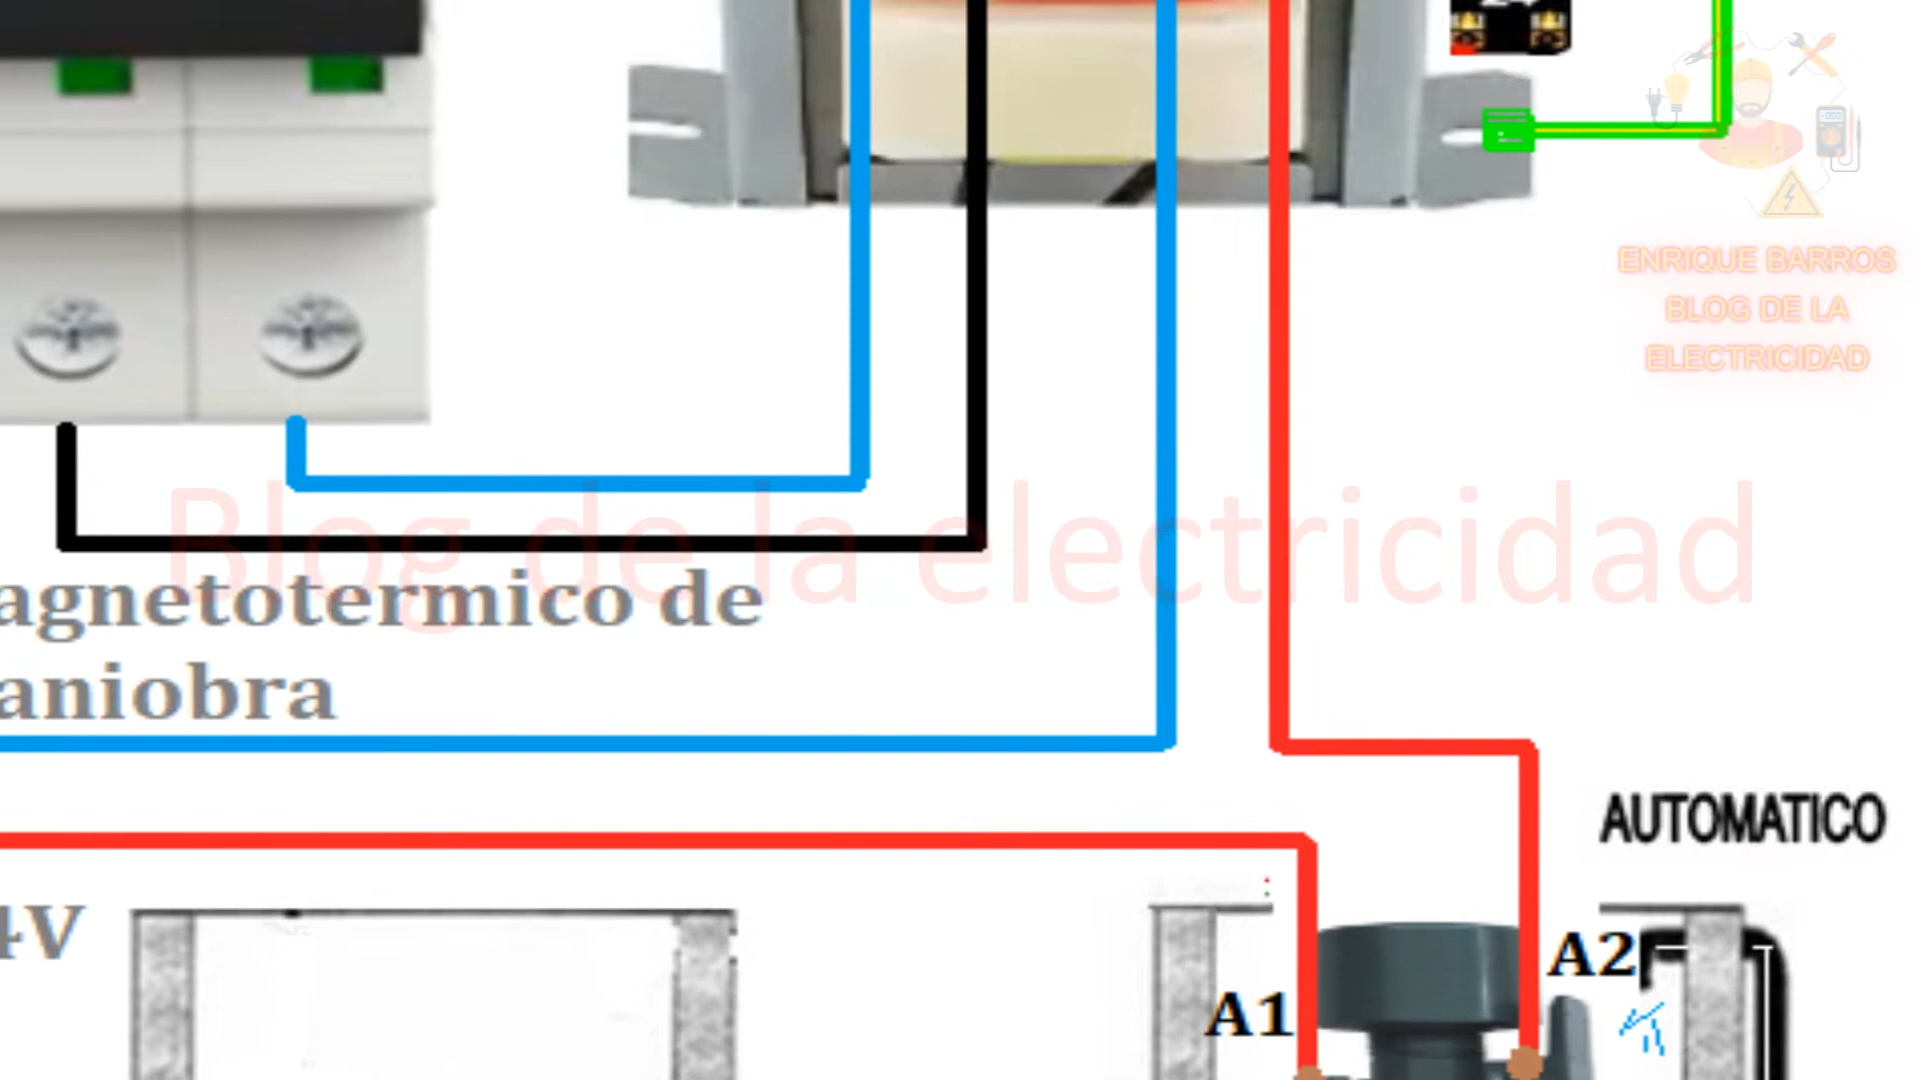 ENRIQUE BARROS
BLOG DE LA
ELECTRICIDAD
Blog de la electricidad
agnetotermico de
aniobra
AUTOMATICO
4V
A2
A1